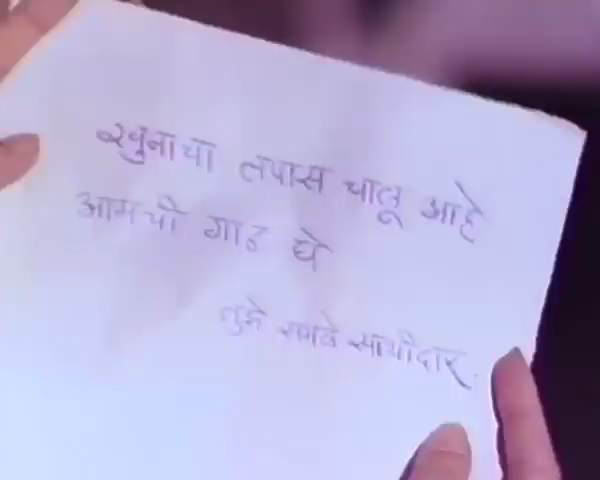 खुनाचा तपास चालू आहे
आमची गाठ घे
तुझे सगळे साथीदार.